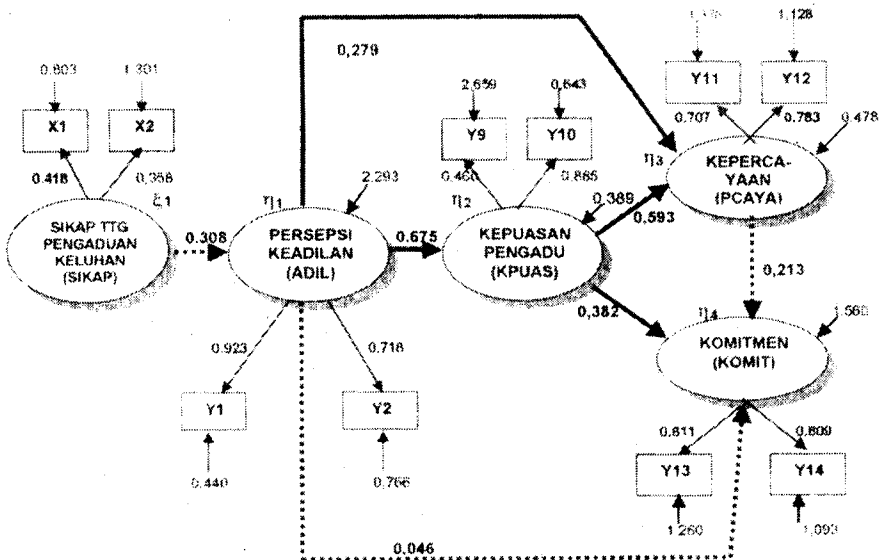 0,279
1,128
0.803
1.301
X1
X2
0.418
0,358
2,659
0,643
Y9
Y10
0.460
0,865
Y11
Y12
0.707
0.783
0.478
η3
KEPERCA-
YAAN
(PCAYA)
ξ1
SIKAP TTG
PENGADUAN
KELUHAN
(SIKAP)
0.308
η1
2.293
PERSEPSI
KEADILAN
(ADIL)
0.675
η2
0,389
KEPUASAN
PENGADU
(KPUAS)
0,593
0,382
0,213
η4
KOMITMEN
(KOMIT)
0.923
0.718
Y1
Y2
0.440
0,766
0.811
0.809
Y13
Y14
1.260
1,093
0,046